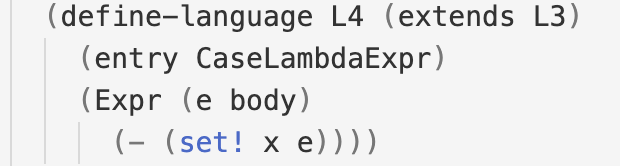 (define-language L4 (extends L3)
(entry CaseLambdaExpr)
(Expr (e body)
(- (set! x e))))